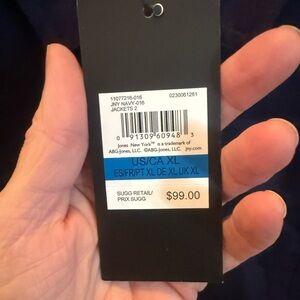 11077216-016 0230061261
JNY NAVY-016
JACKETS 2
0 91309 60948 3
Jones New York™ is a trademark of
ABG-Jones, LLC. ©ABG-Jones, LLC. jny.com
US/CA XL
ES/FR/PT XL DE XL UK XL
SUGG RETAIL/
PRIX SUGG $99.00